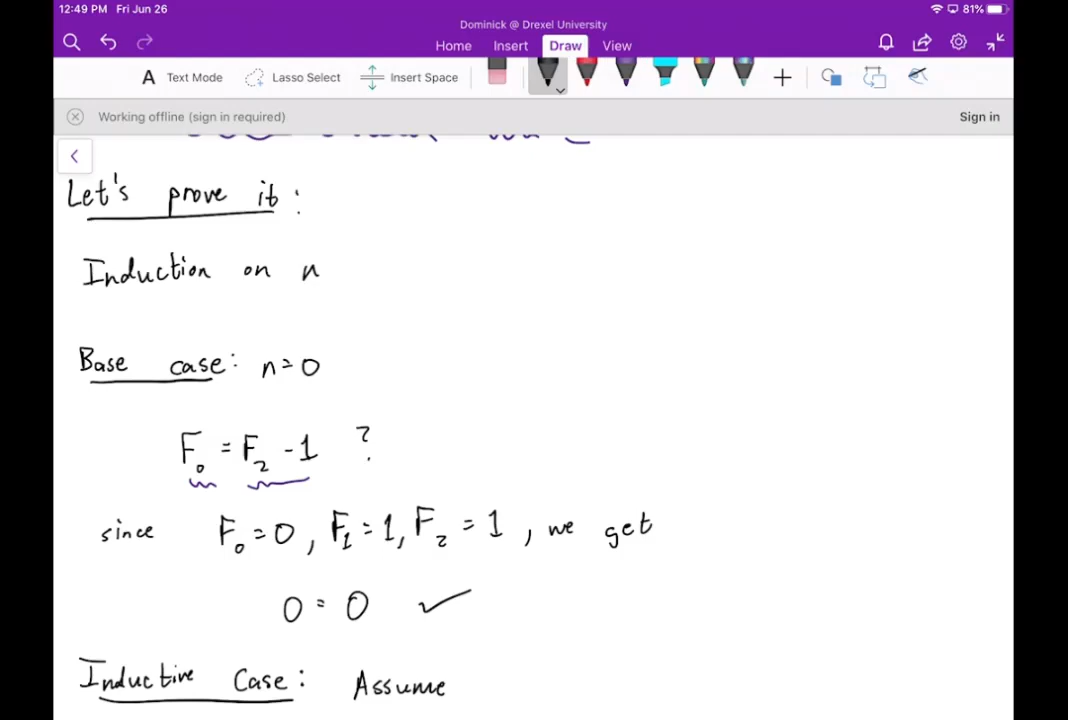 12:49 PM Fri Jun 26
81%
Dominick @ Drexel University
Home Insert Draw View
A Text Mode Lasso Select Insert Space
Working offline (sign in required) Sign in
Let's prove it:
Induction on n
Base case: n=0
F₀ = F₂ - 1 ?
since F₀ = 0, F₁ = 1, F₂ = 1, we get
0 = 0 ✓
Inductive Case: Assume